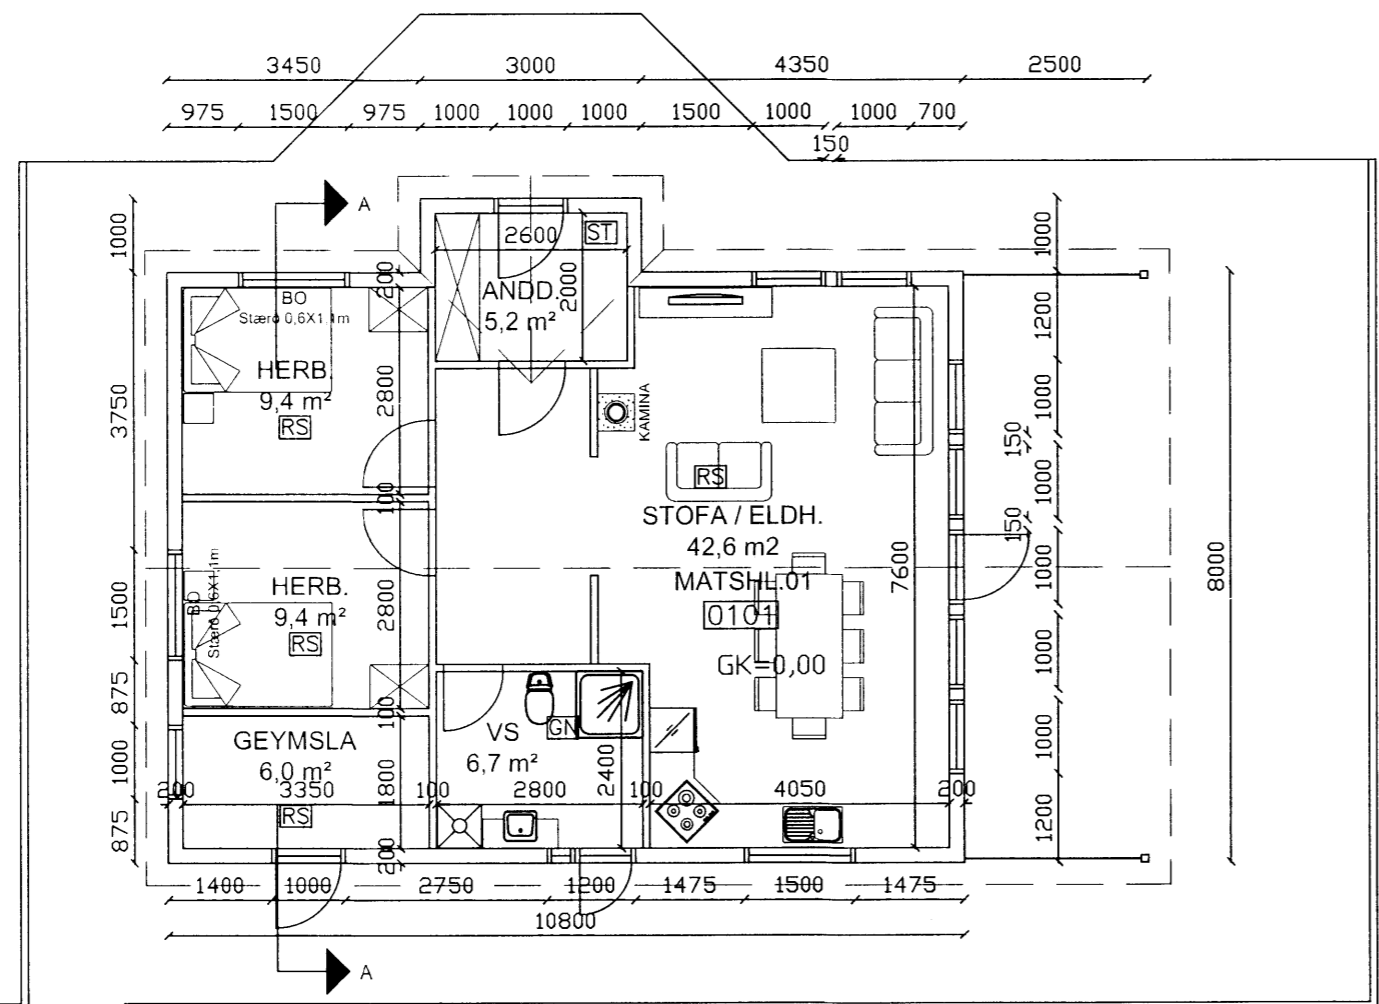 3450 3000 4350 2500
975 1500 975 1000 1000 1000 1500 1000 1000 700
150
A
1000
1000
2600
ST
200
2000
ANDD.
5,2 m²
BO
Stærð 0,6X1,1m
HERB.
9,4 m²
RS
2800
3750
KAMINA
1200
1000
150
1000
150
RS
STOFA / ELDH.
42,6 m2
MATSHL.01
0101
GK=0,00
7600
8000
100
1000
1000
1000
1200
BO
Stærð 0,6X1,1m
HERB.
9,4 m²
RS
2800
1500
875
100
GEYMSLA
6,0 m²
VS
6,7 m²
GN
2400
1000
1800
200 3350 100 2800 100 4050 200
RS
875
200
1400 1000 2750 1200 1475 1500 1475
10800
A